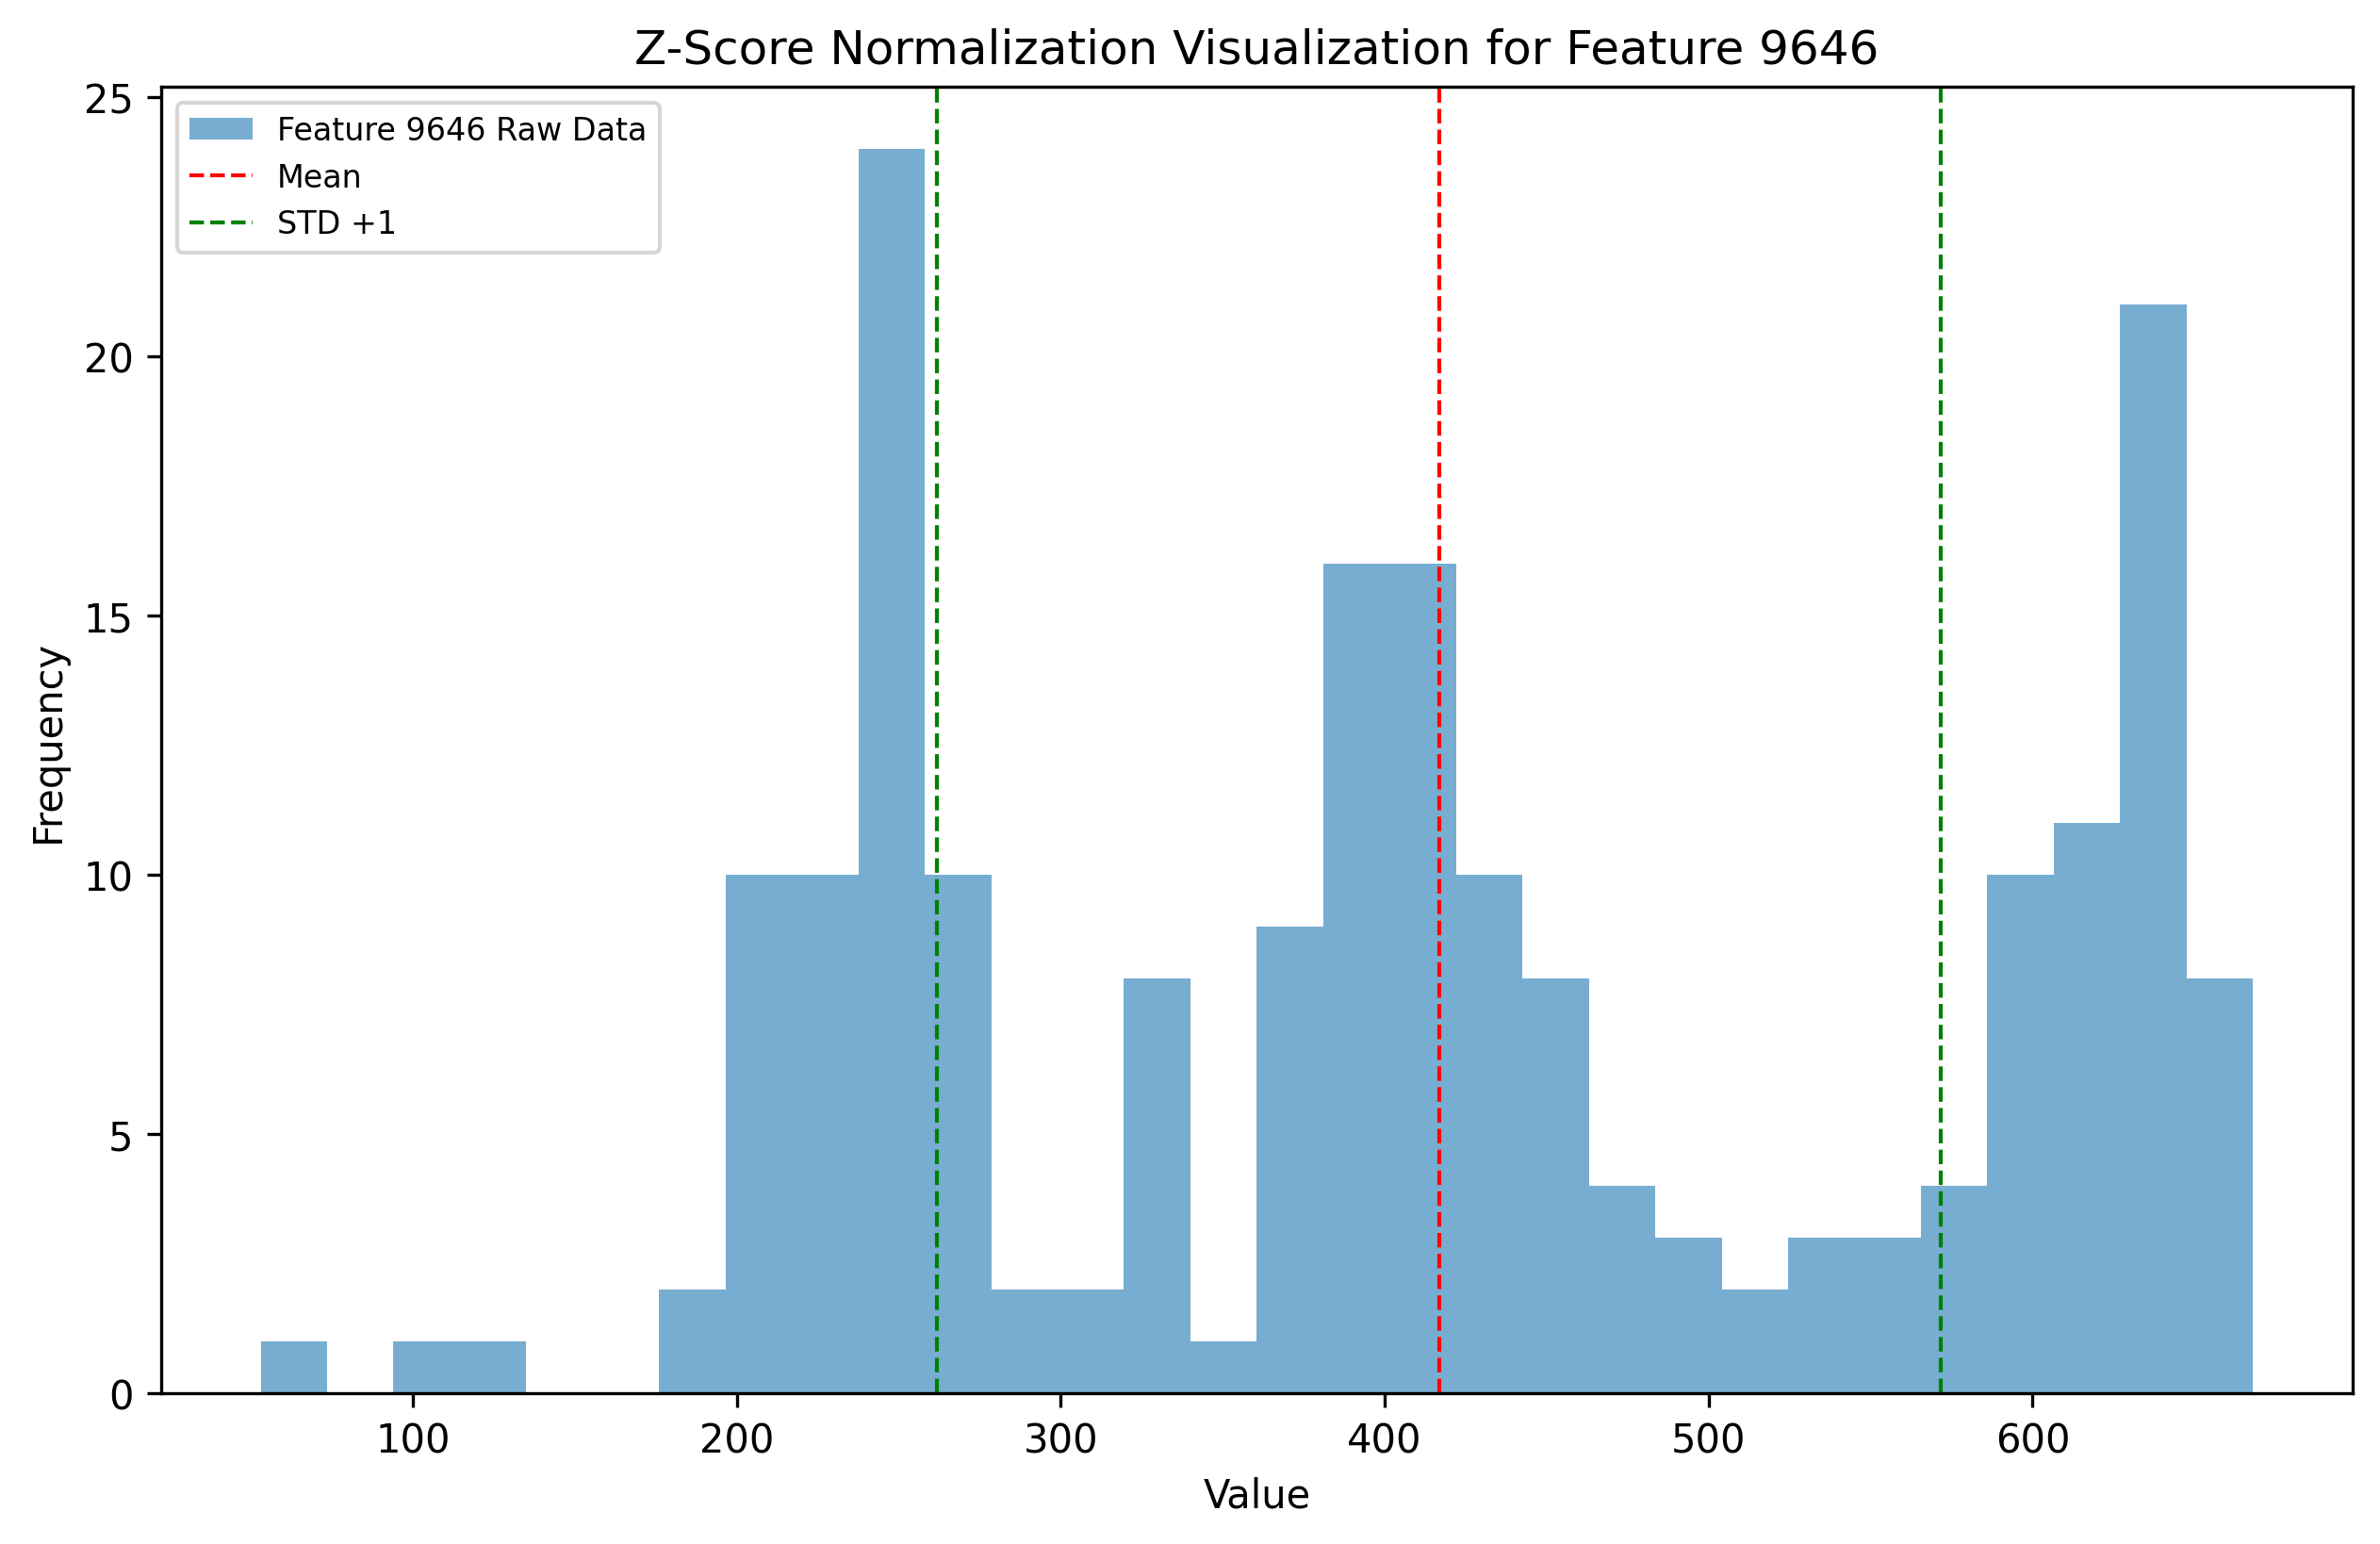 Z-Score Normalization Visualization for Feature 9646
Feature 9646 Raw Data
Mean
STD +1
25
20
15
10
5
0
Frequency
100 200 300 400 500 600
Value